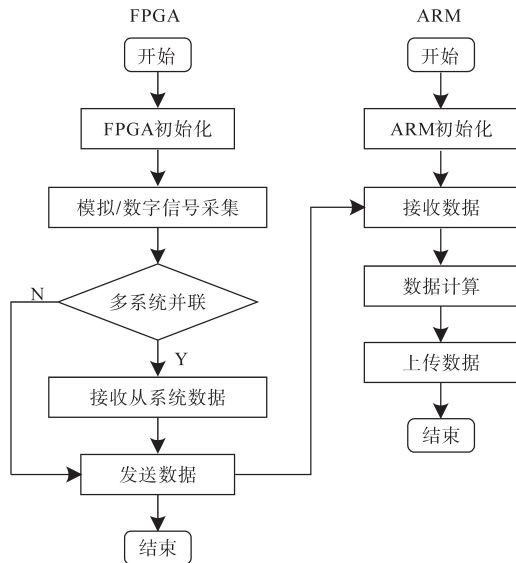 FPGA
开始
FPGA初始化
模拟/数字信号采集
多系统并联
N
Y
接收从系统数据
发送数据
结束
ARM
开始
ARM初始化
接收数据
数据计算
上传数据
结束